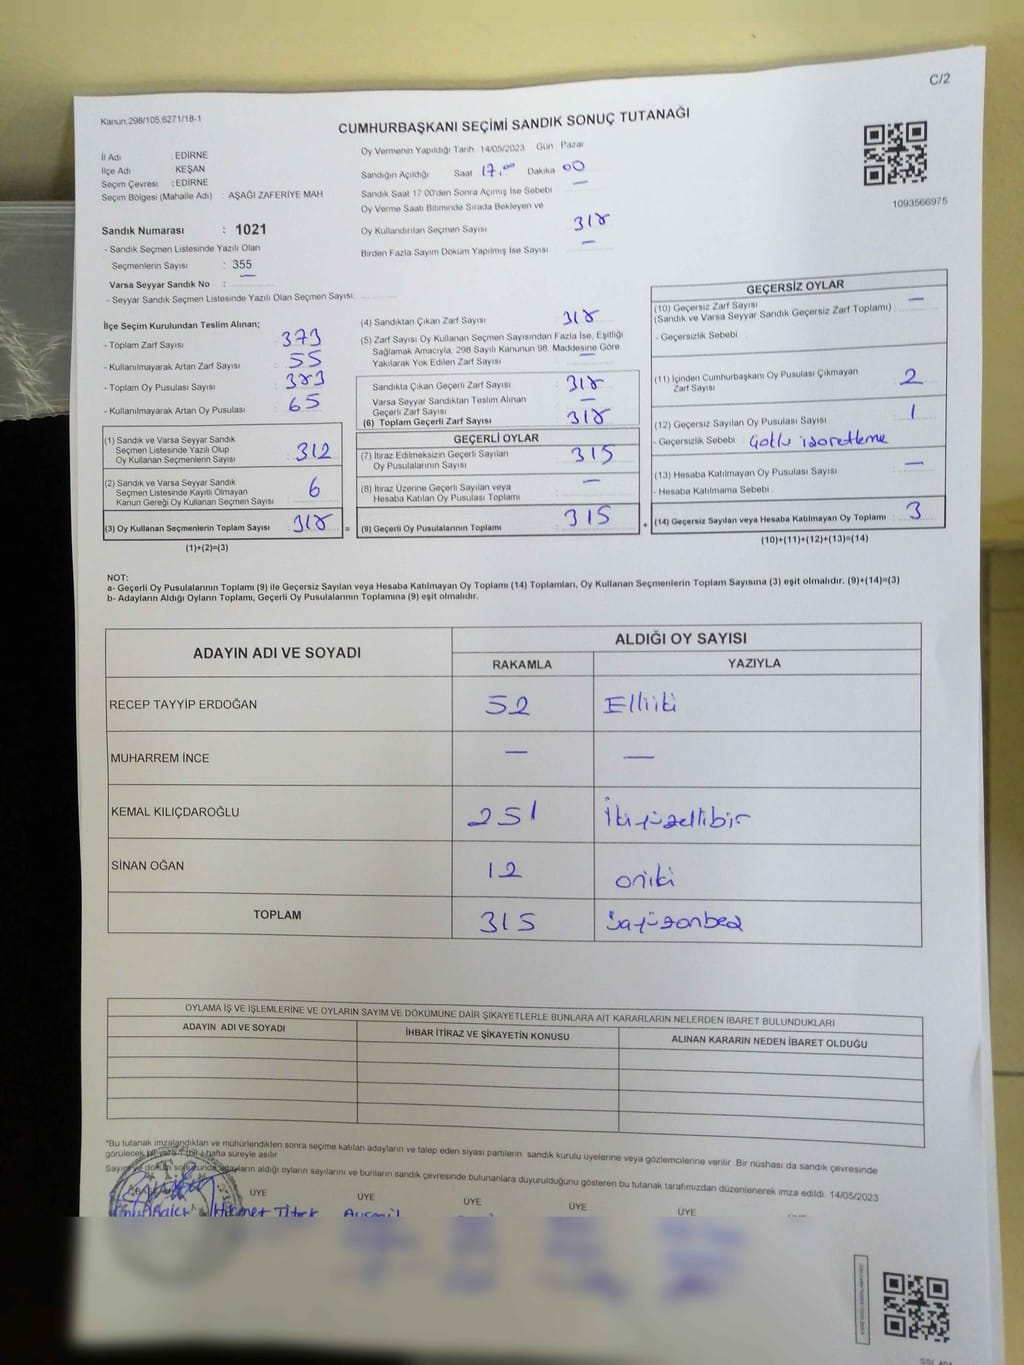 C/2
Kanun;298/105,6271/18-1
CUMHURBAŞKANI SEÇİMİ SANDIK SONUÇ TUTANAĞI
1093566975
İl Adı : EDİRNE
İlçe Adı : KEŞAN
Seçim Çevresi : EDİRNE
Seçim Bölgesi (Mahalle Adı) : AŞAĞI ZAFERİYE MAH
Oy Vermenin Yapıldığı Tarih 14/05/2023 Gün Pazar
Sandığın Açıldığı Saat 17.00 Dakika 00
Sandık Saat 17 00'den Sonra Açılmış İse Sebebi —
Oy Verme Saati Bitiminde Sırada Bekleyen ve
Oy Kullandırılan Seçmen Sayısı 318
Birden Fazla Sayım Döküm Yapılmış İse Sayısı —
Sandık Numarası : 1021
- Sandık Seçmen Listesinde Yazılı Olan
Seçmenlerin Sayısı : 355
Varsa Seyyar Sandık No : —
- Seyyar Sandık Seçmen Listesinde Yazılı Olan Seçmen Sayısı
İlçe Seçim Kurulundan Teslim Alınan;
- Toplam Zarf Sayısı 373
- Kullanılmayarak Artan Zarf Sayısı 55
- Toplam Oy Pusulası Sayısı 383
- Kullanılmayarak Artan Oy Pusulası 65
(1) Sandık ve Varsa Seyyar Sandık
Seçmen Listesinde Yazılı Olup
Oy Kullanan Seçmenlerin Sayısı 312
(2) Sandık ve Varsa Seyyar Sandık
Seçmen Listesinde Kayıtlı Olmayan
Kanun Gereği Oy Kullanan Seçmen Sayısı 6
(3) Oy Kullanan Seçmenlerin Toplam Sayısı 318 =
(1)+(2)=(3)
(4) Sandıktan Çıkan Zarf Sayısı 318
(5) Zarf Sayısı Oy Kullanan Seçmen Sayısından Fazla İse, Eşitliği
Sağlamak Amacıyla, 298 Sayılı Kanunun 98. Maddesine Göre
Yakılarak Yok Edilen Zarf Sayısı —
Sandıkta Çıkan Geçerli Zarf Sayısı 318
Varsa Seyyar Sandıktan Teslim Alınan
Geçerli Zarf Sayısı —
(6) Toplam Geçerli Zarf Sayısı 318
GEÇERLİ OYLAR
(7) İtiraz Edilmeksizin Geçerli Sayılan
Oy Pusulalarının Sayısı 315
(8) İtiraz Üzerine Geçerli Sayılan veya
Hesaba Katılan Oy Pusulası Toplamı —
(9) Geçerli Oy Pusulalarının Toplamı 315 +
GEÇERSİZ OYLAR
(10) Geçersiz Zarf Sayısı —
(Sandık ve Varsa Seyyar Sandık Geçersiz Zarf Toplamı)
- Geçersizlik Sebebi
(11) İçinden Cumhurbaşkanı Oy Pusulası Çıkmayan
Zarf Sayısı 2
(12) Geçersiz Sayılan Oy Pusulası Sayısı 1
- Geçersizlik Sebebi
(13) Hesaba Katılmayan Oy Pusulası Sayısı —
- Hesaba Katılmama Sebebi
(14) Geçersiz Sayılan veya Hesaba Katılmayan Oy Toplamı 3
(10)+(11)+(12)+(13)=(14)
NOT:
a- Geçerli Oy Pusulalarının Toplamı (9) ile Geçersiz Sayılan veya Hesaba Katılmayan Oy Toplamı (14) Toplamları, Oy Kullanan Seçmenlerin Toplam Sayısına (3) eşit olmalıdır. (9)+(14)=(3)
b- Adayların Aldığı Oyların Toplamı, Geçerli Oy Pusulalarının Toplamına (9) eşit olmalıdır.
ADAYIN ADI VE SOYADI ALDIĞI OY SAYISI
RAKAMLA YAZIYLA
RECEP TAYYİP ERDOĞAN 52 Elliiki
MUHARREM İNCE — —
KEMAL KILIÇDAROĞLU 251 İkiyüzellibir
SİNAN OĞAN 12 oniki
TOPLAM 315
OYLAMA İŞ VE İŞLEMLERİNE VE OYLARIN SAYIM VE DÖKÜMÜNE DAİR ŞİKAYETLERLE BUNLARA AİT KARARLARIN NELERDEN İBARET BULUNDUKLARI
ADAYIN ADI VE SOYADI İHBAR İTİRAZ VE ŞİKAYETİN KONUSU ALINAN KARARIN NEDEN İBARET OLDUĞU
*Bu tutanak imzalandıktan ve mühürlendikten sonra seçime katılan adayların ve talep eden siyasi partilerin sandık kurulu üyelerine veya gözlemcilerine verilir Bir nüshası da sandık çevresinde
görülecek bir yere 1 (bir) hafta süreyle asılır
Sayım ve döküm sonucunda adayların aldığı oyların sayılarını ve bunların sandık çevresinde bulunanlara duyurulduğunu gösteren bu tutanak tarafımızdan düzenlenerek imza edildi. 14/05/2023
ÜYE ÜYE ÜYE ÜYE ÜYE
Hikmet